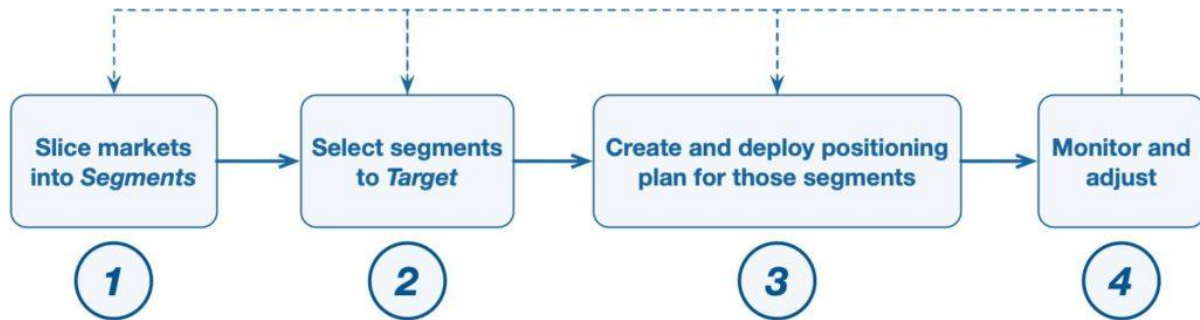 Slice markets
into Segments
Select segments
to Target
Create and deploy positioning
plan for those segments
Monitor and
adjust
1
2
3
4